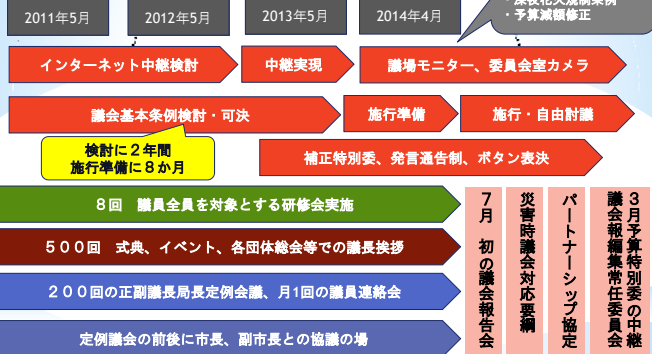 ・深夜花火規制条例
・予算減額修正
2011年5月
2012年5月
2013年5月
2014年4月
インターネット中継検討
中継実現
議場モニター、委員会室カメラ
議会基本条例検討・可決
施行準備
施行・自由討議
検討に２年間
施行準備に８か月
補正特別委、発言通告制、ボタン表決
８回　議員全員を対象とする研修会実施
５００回　式典、イベント、各団体総会等での議長挨拶
２００回の正副議長局長定例会議、月1回の議員連絡会
定例議会の前後に市長、副市長との協議の場
７月　初の議会報告会
災害時議会対応要綱
パートナーシップ協定
３月予算特別委の中継
議会報編集常任委員会